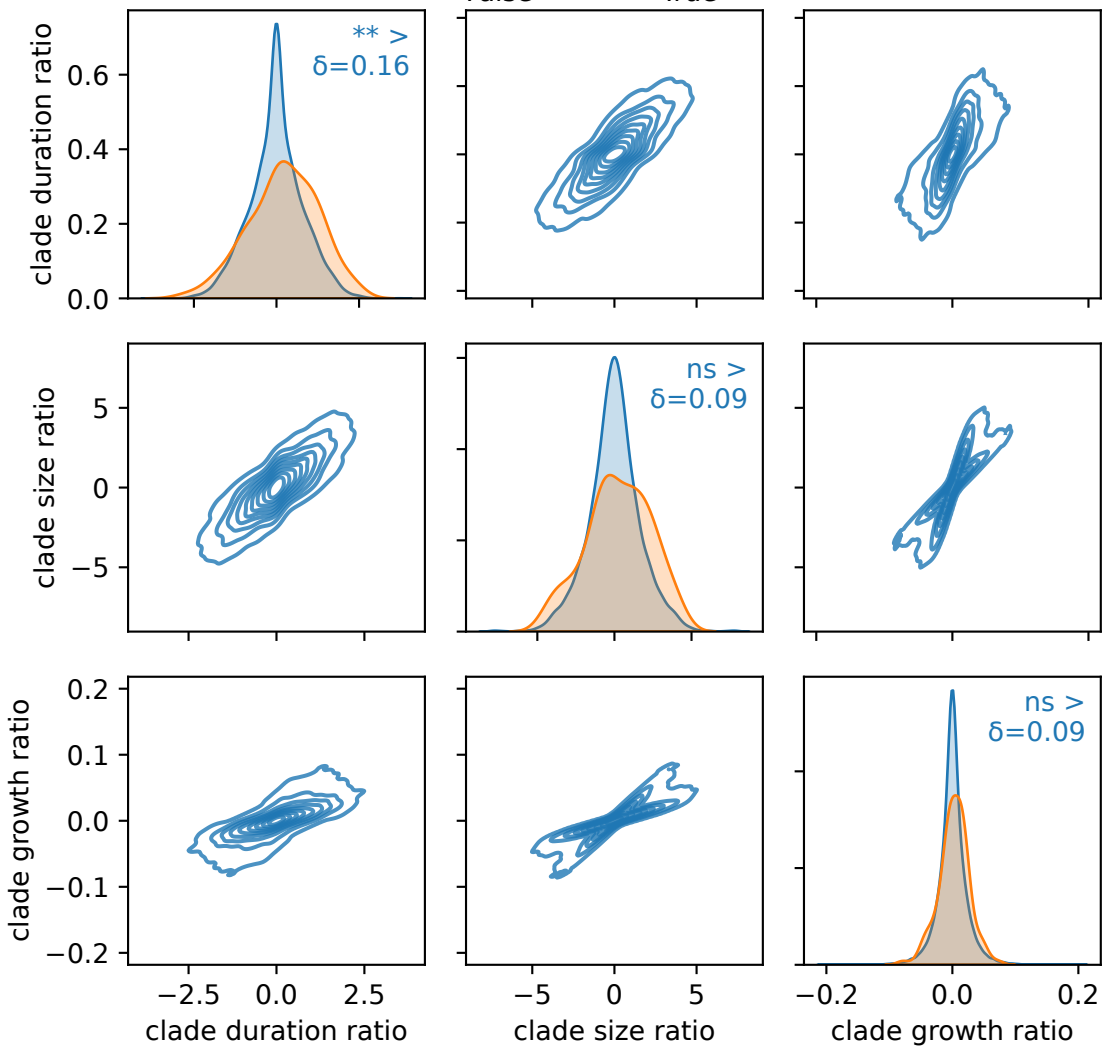 False True
clade duration ratio
0.6
0.4
0.2
0.0
** >
δ=0.16
clade size ratio
5
0
−5
ns >
δ=0.09
clade growth ratio
0.2
0.1
0.0
−0.1
−0.2
ns >
δ=0.09
−2.5 0.0 2.5
−5 0 5
−0.2 0.0 0.2
clade duration ratio
clade size ratio
clade growth ratio